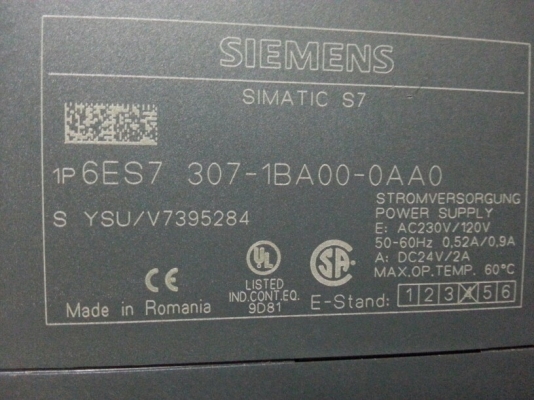 SIEMENS
SIMATIC S7
1P 6ES7 307-1BA00-0AA0
S YSU/V7395284
STROMVERSORGUNG
POWER SUPPLY
E: AC230V/120V
50-60Hz 0,52A/0,9A
A: DC24V/2A
MAX.OP.TEMP. 60°C
CE
UL
LISTED
IND.CONT.EQ.
9D81
SA
Made in Romania
E-Stand: 1 2 3 X 5 6